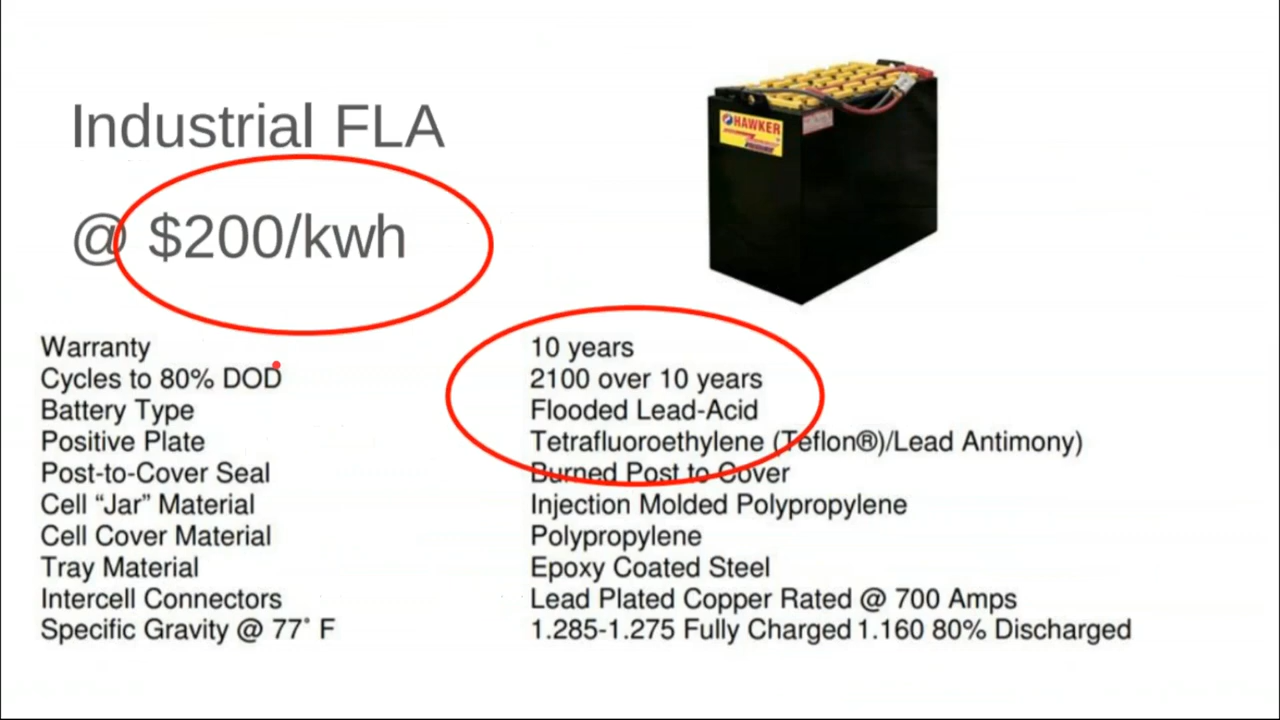 Industrial FLA
@ $200/kwh
HAWKER
Warranty 10 years
Cycles to 80% DOD 2100 over 10 years
Battery Type Flooded Lead-Acid
Positive Plate Tetrafluoroethylene (Teflon®)/Lead Antimony)
Post-to-Cover Seal Burned Post to Cover
Cell “Jar” Material Injection Molded Polypropylene
Cell Cover Material Polypropylene
Tray Material Epoxy Coated Steel
Intercell Connectors Lead Plated Copper Rated @ 700 Amps
Specific Gravity @ 77˚ F 1.285-1.275 Fully Charged 1.160 80% Discharged